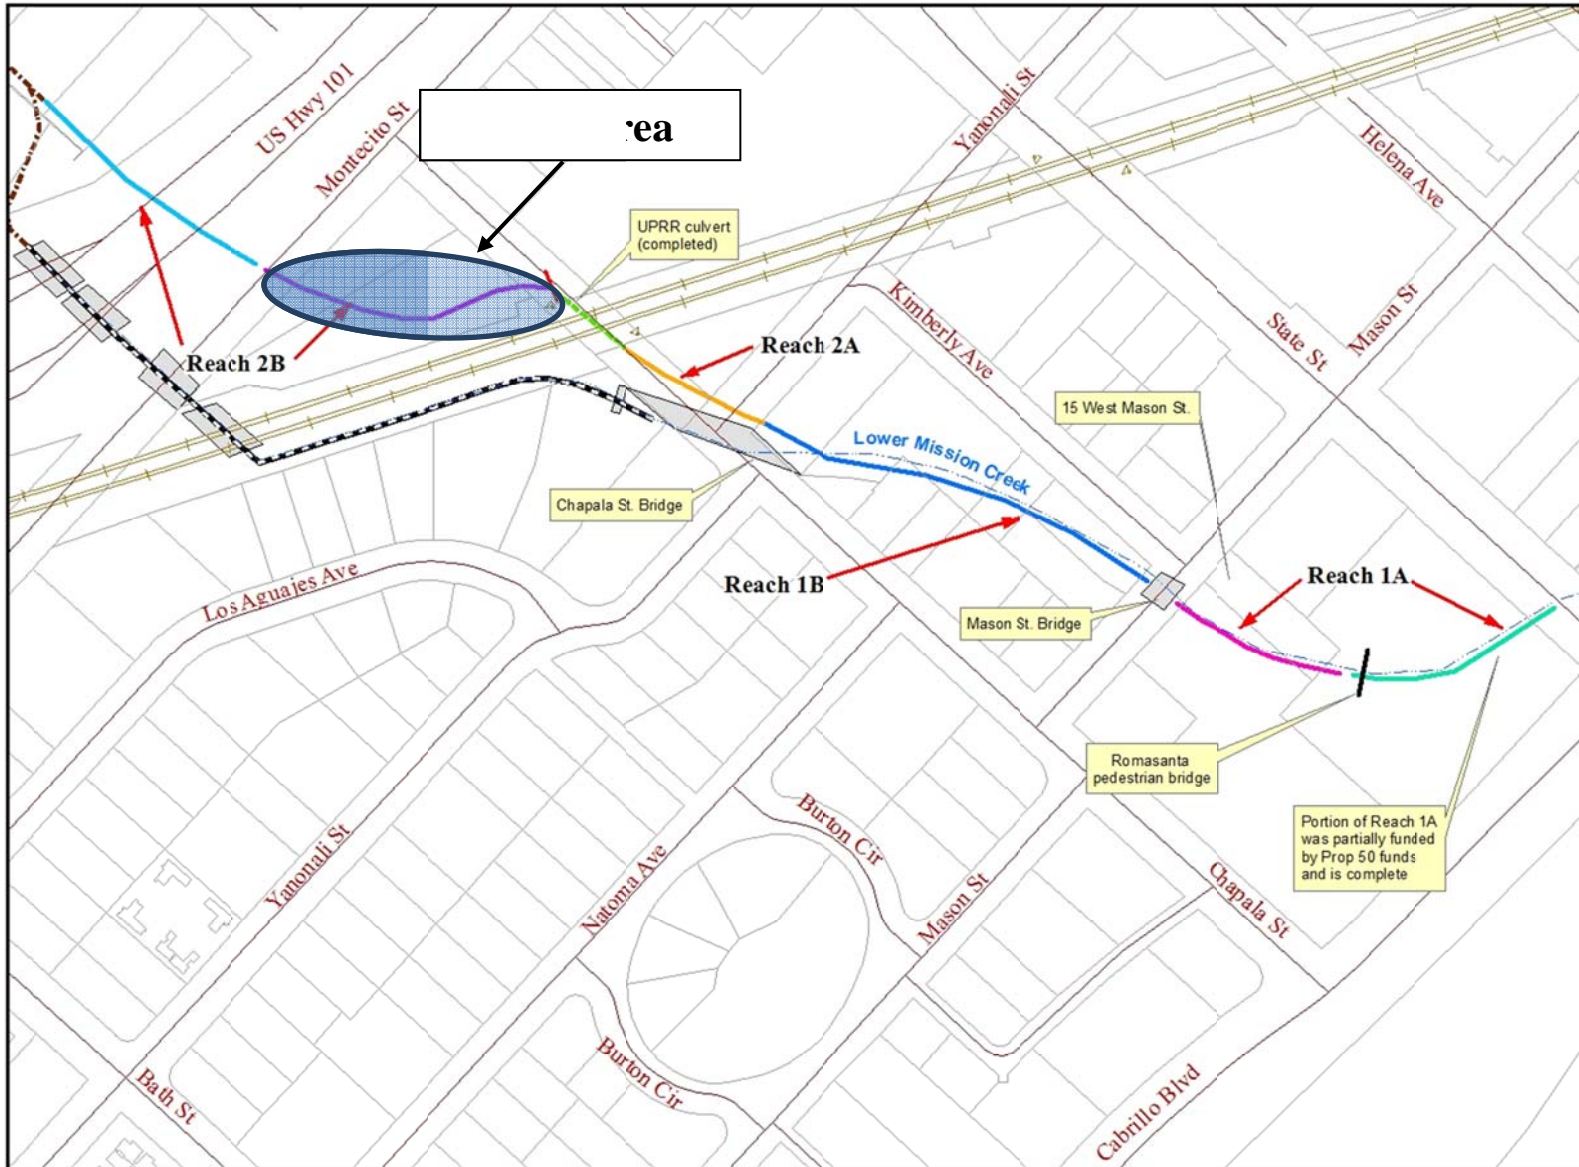 US Hwy 101
Montecito St
Yanonali St
Helena Ave
UPRR culvert
(completed)
Kimberly Ave
State St
Mason St
Reach 2B
Reach 2A
15 West Mason St.
Lower Mission Creek
Chapala St. Bridge
Reach 1B
Reach 1A
Los Aguajes Ave
Mason St. Bridge
Romasanta
pedestrian bridge
Portion of Reach 1A
was partially funded
by Prop 50 funds
and is complete
Yanonali St
Natoma Ave
Burton Cir
Mason St
Chapala St
Bath St
Burton Cir
Cabrillo Blvd